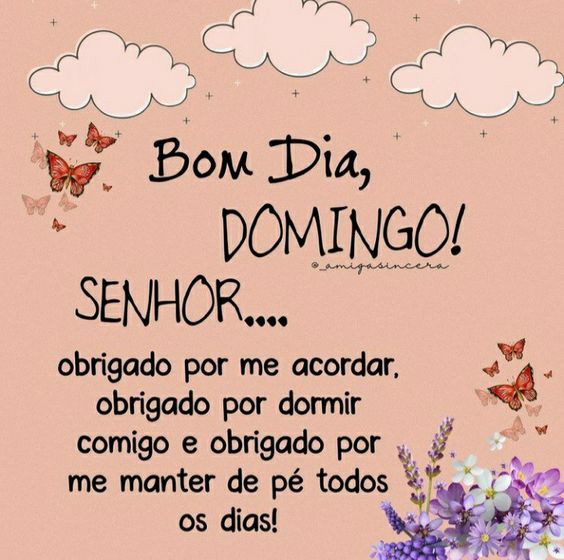 Bom Dia,
DOMINGO!
@_amigasincera
SENHOR....
obrigado por me acordar,
obrigado por dormir
comigo e obrigado por
me manter de pé todos
os dias!